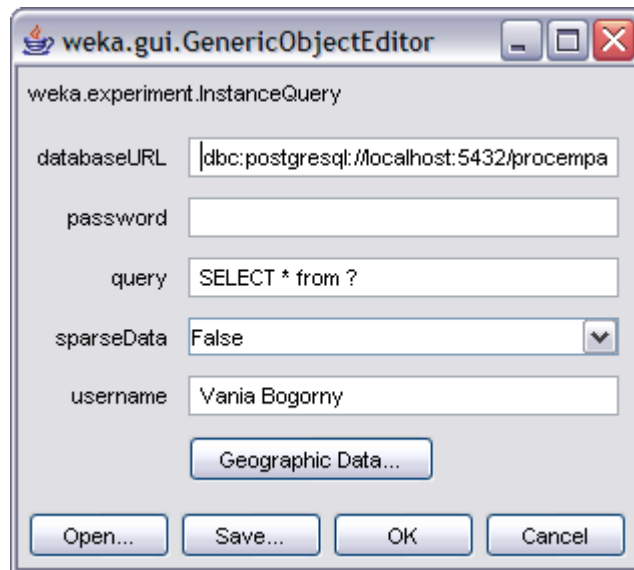 weka.gui.GenericObjectEditor
weka.experiment.InstanceQuery
databaseURL dbc:postgresql://localhost:5432/procempa
password
query SELECT * from ?
sparseData False
username Vania Bogorny
Geographic Data...
Open... Save... OK Cancel